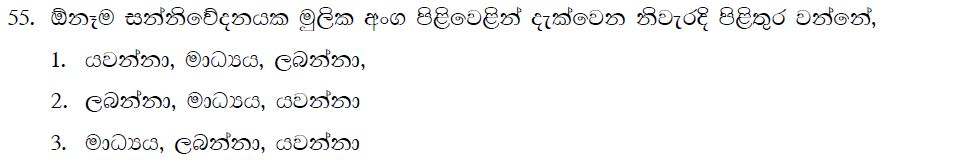 55. ඕනෑම සන්නිවේදනයක මුලික අංග පිළිවෙළින් දැක්වෙන නිවැරදි පිළිතුර වන්නේ,
1. යවන්නා, මාධ්‍යය, ලබන්නා,
2. ලබන්නා, මාධ්‍යය, යවන්නා
3. මාධ්‍යය, ලබන්නා, යවන්නා